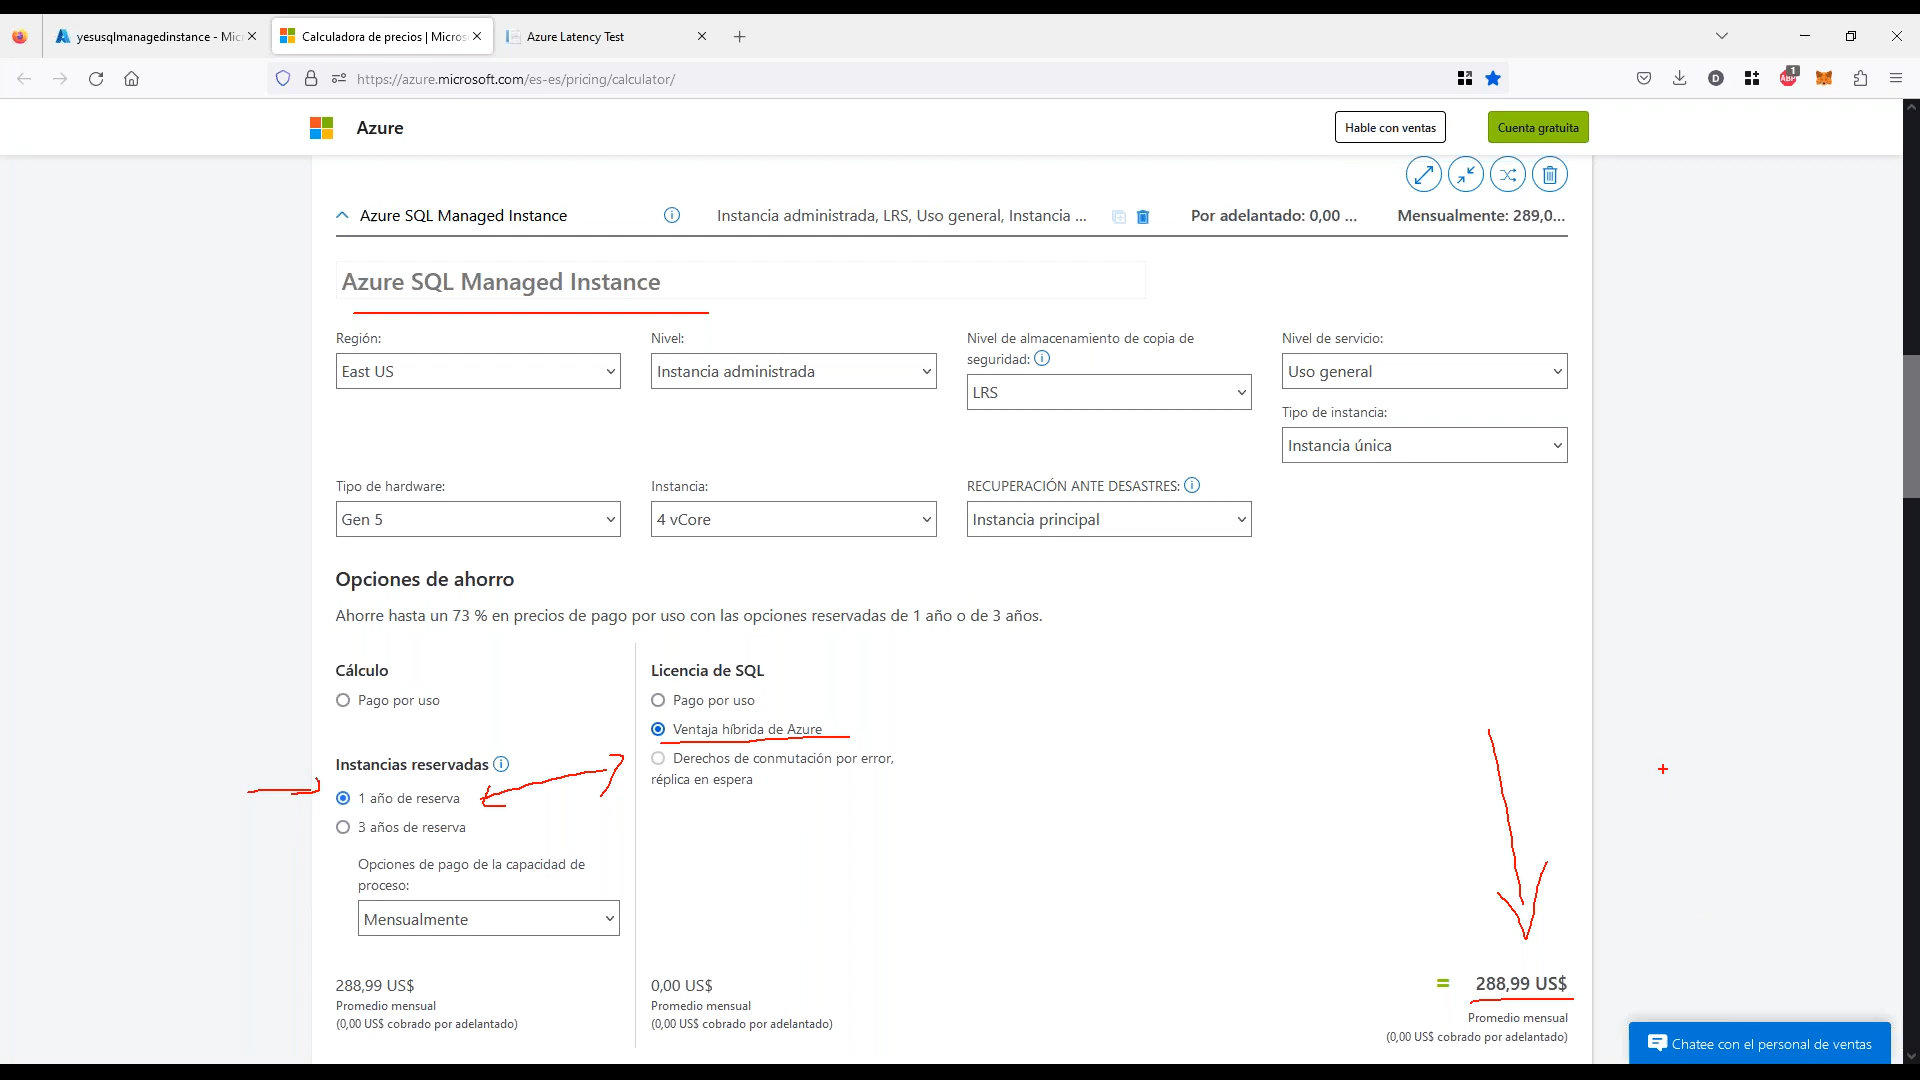 yesusqlmanagedinstance - Mic
Calculadora de precios | Micros
Azure Latency Test
https://azure.microsoft.com/es-es/pricing/calculator/
D
1
ABP
Azure
Hable con ventas
Cuenta gratuita
Azure SQL Managed Instance
Instancia administrada, LRS, Uso general, Instancia ...
Por adelantado: 0,00 ...
Mensualmente: 289,0...
Azure SQL Managed Instance
Región:
East US
Nivel:
Instancia administrada
Nivel de almacenamiento de copia de
seguridad:
LRS
Nivel de servicio:
Uso general
Tipo de instancia:
Instancia única
Tipo de hardware:
Gen 5
Instancia:
4 vCore
RECUPERACIÓN ANTE DESASTRES:
Instancia principal
Opciones de ahorro
Ahorre hasta un 73 % en precios de pago por uso con las opciones reservadas de 1 año o de 3 años.
Cálculo
Pago por uso
Instancias reservadas
1 año de reserva
3 años de reserva
Opciones de pago de la capacidad de
proceso:
Mensualmente
288,99 US$
Promedio mensual
(0,00 US$ cobrado por adelantado)
Licencia de SQL
Pago por uso
Ventaja híbrida de Azure
Derechos de conmutación por error,
réplica en espera
0,00 US$
Promedio mensual
(0,00 US$ cobrado por adelantado)
= 288,99 US$
Promedio mensual
(0,00 US$ cobrado por adelantado)
Chatee con el personal de ventas